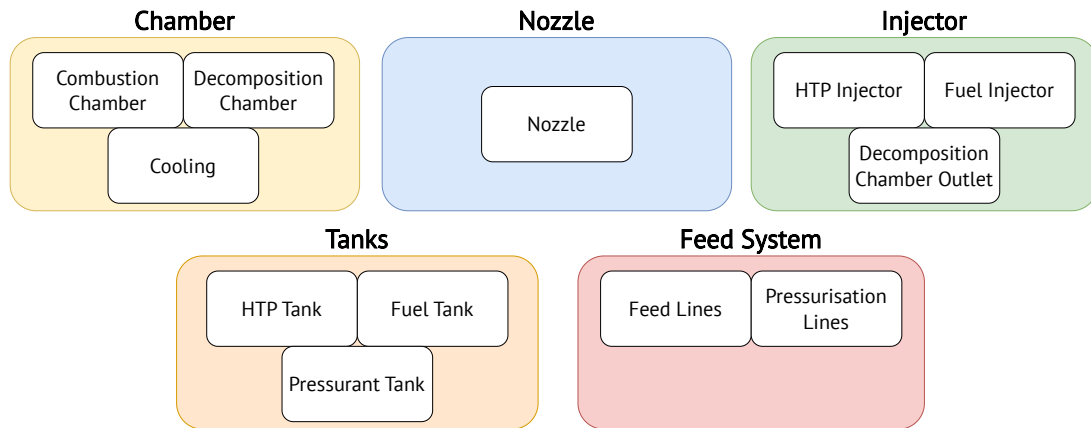 Chamber
Combustion
Chamber
Decomposition
Chamber
Cooling
Nozzle
Nozzle
Injector
HTP Injector
Fuel Injector
Decomposition
Chamber Outlet
Tanks
HTP Tank
Fuel Tank
Pressurant Tank
Feed System
Feed Lines
Pressurisation
Lines